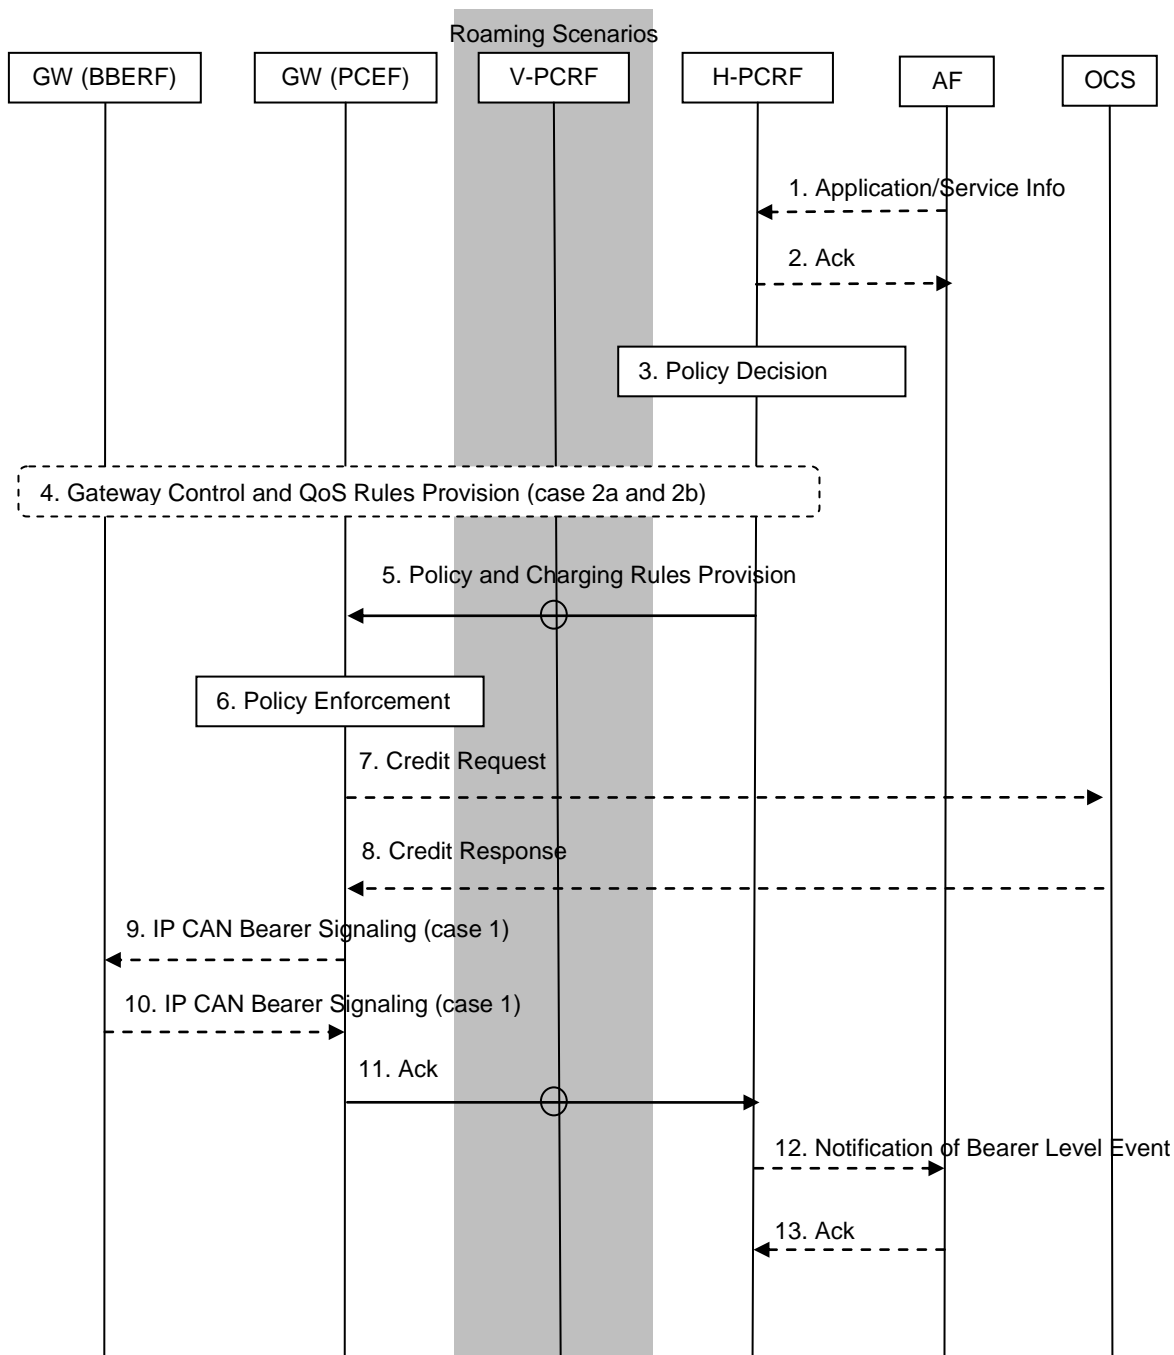 Roaming Scenarios
GW (BBERF)
GW (PCEF)
V-PCRF
H-PCRF
AF
OCS
1. Application/Service Info
2. Ack
3. Policy Decision
4. Gateway Control and QoS Rules Provision (case 2a and 2b)
5. Policy and Charging Rules Provision
6. Policy Enforcement
7. Credit Request
8. Credit Response
9. IP CAN Bearer Signaling (case 1)
10. IP CAN Bearer Signaling (case 1)
11. Ack
12. Notification of Bearer Level Event
13. Ack